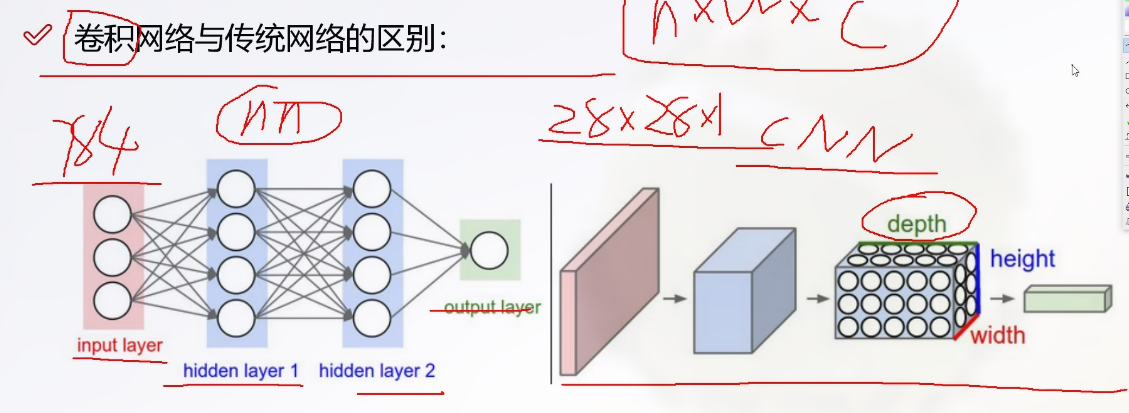 卷积网络与传统网络的区别：
h×w×C
784
nn
28×28×1
CNN
depth
height
width
output layer
input layer
hidden layer 1
hidden layer 2